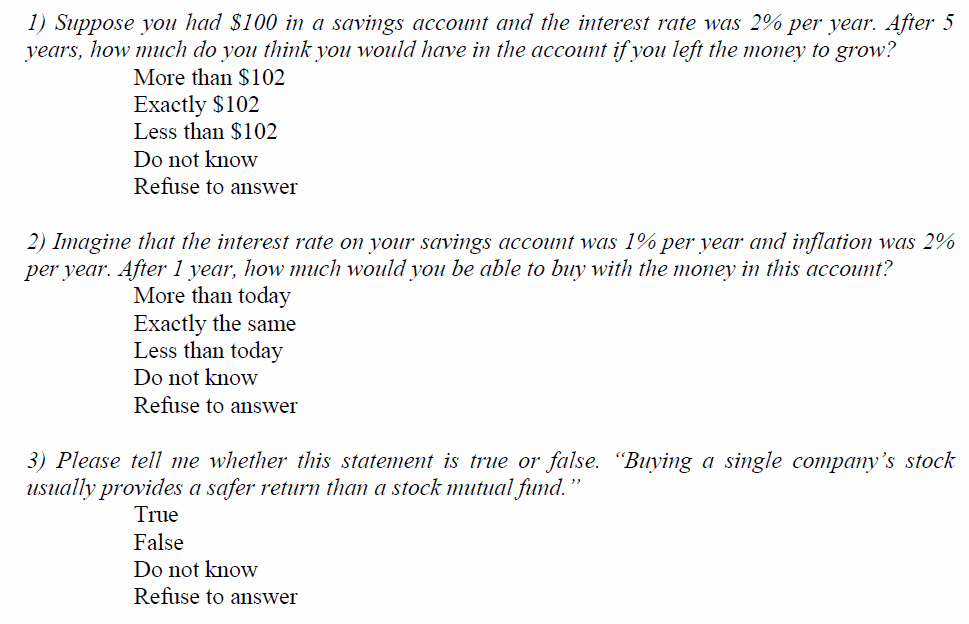 1) Suppose you had $100 in a savings account and the interest rate was 2% per year. After 5
years, how much do you think you would have in the account if you left the money to grow?
More than $102
Exactly $102
Less than $102
Do not know
Refuse to answer
2) Imagine that the interest rate on your savings account was 1% per year and inflation was 2%
per year. After 1 year, how much would you be able to buy with the money in this account?
More than today
Exactly the same
Less than today
Do not know
Refuse to answer
3) Please tell me whether this statement is true or false. “Buying a single company’s stock
usually provides a safer return than a stock mutual fund.”
True
False
Do not know
Refuse to answer